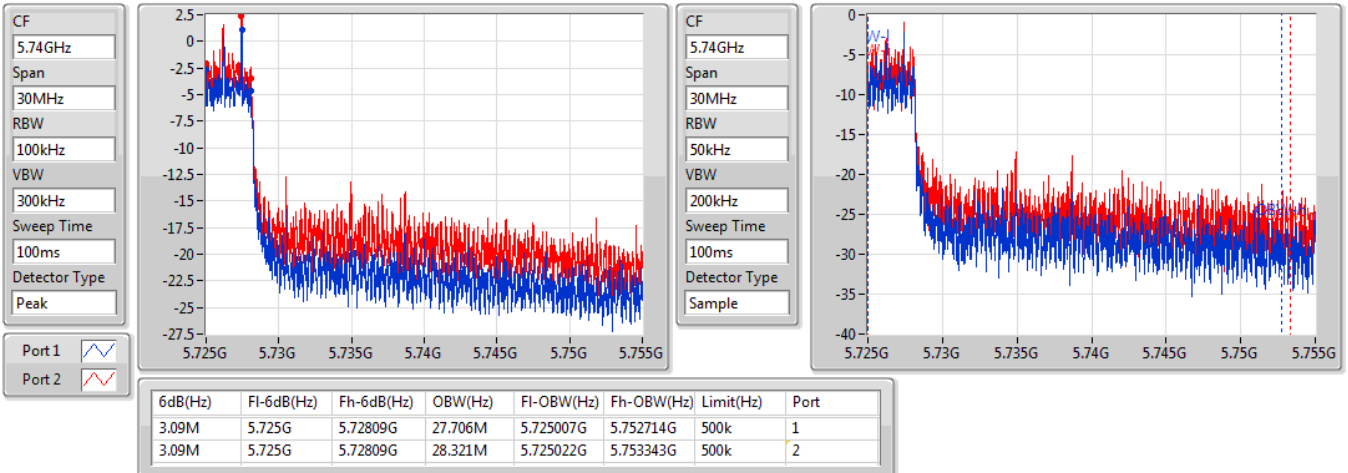 CF
5.74GHz
Span
30MHz
RBW
100kHz
VBW
300kHz
Sweep Time
100ms
Detector Type
Peak
Port 1
Port 2
2.5
0
-2.5
-5
-7.5
-10
-12.5
-15
-17.5
-20
-22.5
-25
-27.5
5.725G 5.73G 5.735G 5.74G 5.745G 5.75G 5.755G
CF
5.74GHz
Span
30MHz
RBW
50kHz
VBW
200kHz
Sweep Time
100ms
Detector Type
Sample
0
-5
-10
-15
-20
-25
-30
-35
-40
5.725G 5.73G 5.735G 5.74G 5.745G 5.75G 5.755G
6dB(Hz) Fl-6dB(Hz) Fh-6dB(Hz) OBW(Hz) Fl-OBW(Hz) Fh-OBW(Hz) Limit(Hz) Port
3.09M 5.725G 5.72809G 27.706M 5.725007G 5.752714G 500k 1
3.09M 5.725G 5.72809G 28.321M 5.725022G 5.753343G 500k 2